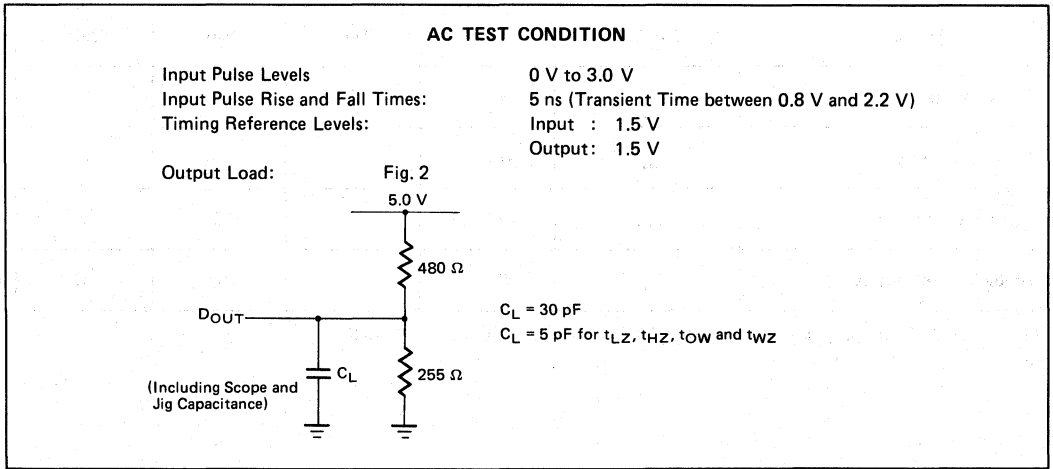 AC TEST CONDITION
Input Pulse Levels 0 V to 3.0 V
Input Pulse Rise and Fall Times: 5 ns (Transient Time between 0.8 V and 2.2 V)
Timing Reference Levels: Input : 1.5 V
Output: 1.5 V
Output Load: Fig. 2
5.0 V
480 Ω
DOUT
CL = 30 pF
CL = 5 pF for tLZ, tHZ, tOW and tWZ
CL
255 Ω
(Including Scope and
Jig Capacitance)